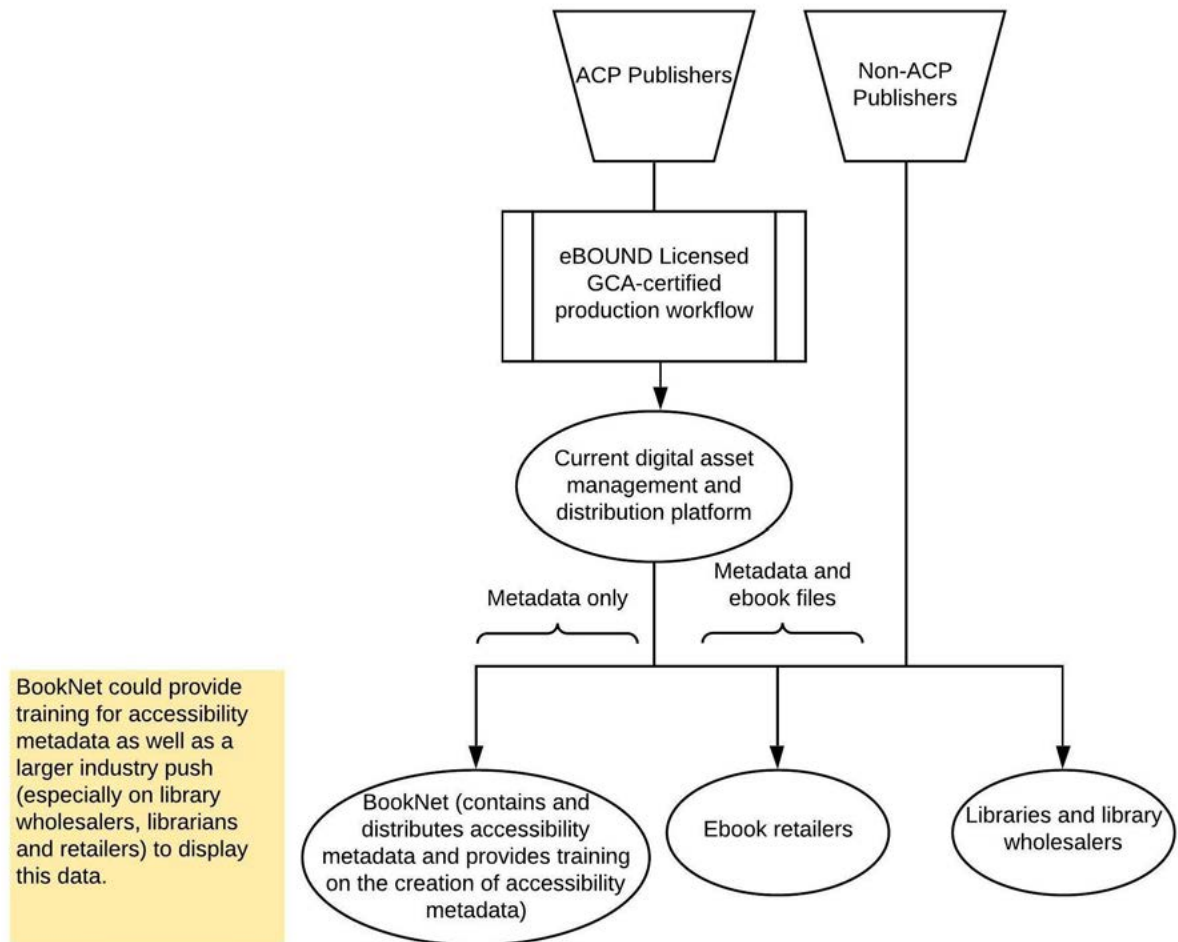 ACP Publishers
Non-ACP
Publishers
eBOUND Licensed
GCA-certified
production workflow
Current digital asset
management and
distribution platform
Metadata only
Metadata and
ebook files
BookNet could provide
training for accessibility
metadata as well as a
larger industry push
(especially on library
wholesalers, librarians
and retailers) to display
this data.
BookNet (contains and
distributes accessibility
metadata and provides training
on the creation of accessibility
metadata)
Ebook retailers
Libraries and library
wholesalers